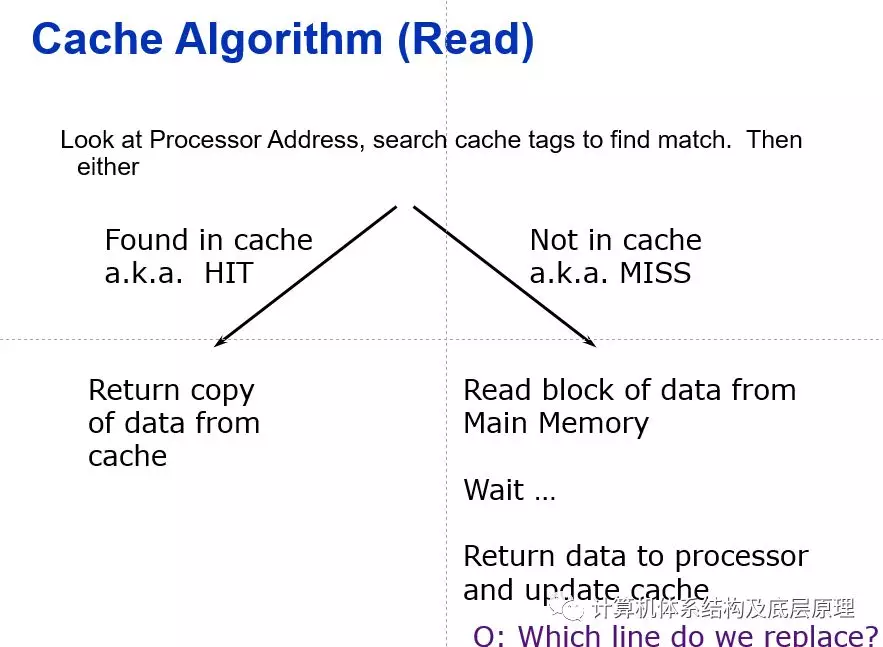 Cache Algorithm (Read)
Look at Processor Address, search cache tags to find match.  Then
either
Found in cache
a.k.a.  HIT
Not in cache
a.k.a. MISS
Return copy
of data from
cache
Read block of data from
Main Memory
Wait …
Return data to processor
and update cache
计算机体系结构及底层原理
Q: Which line do we replace?